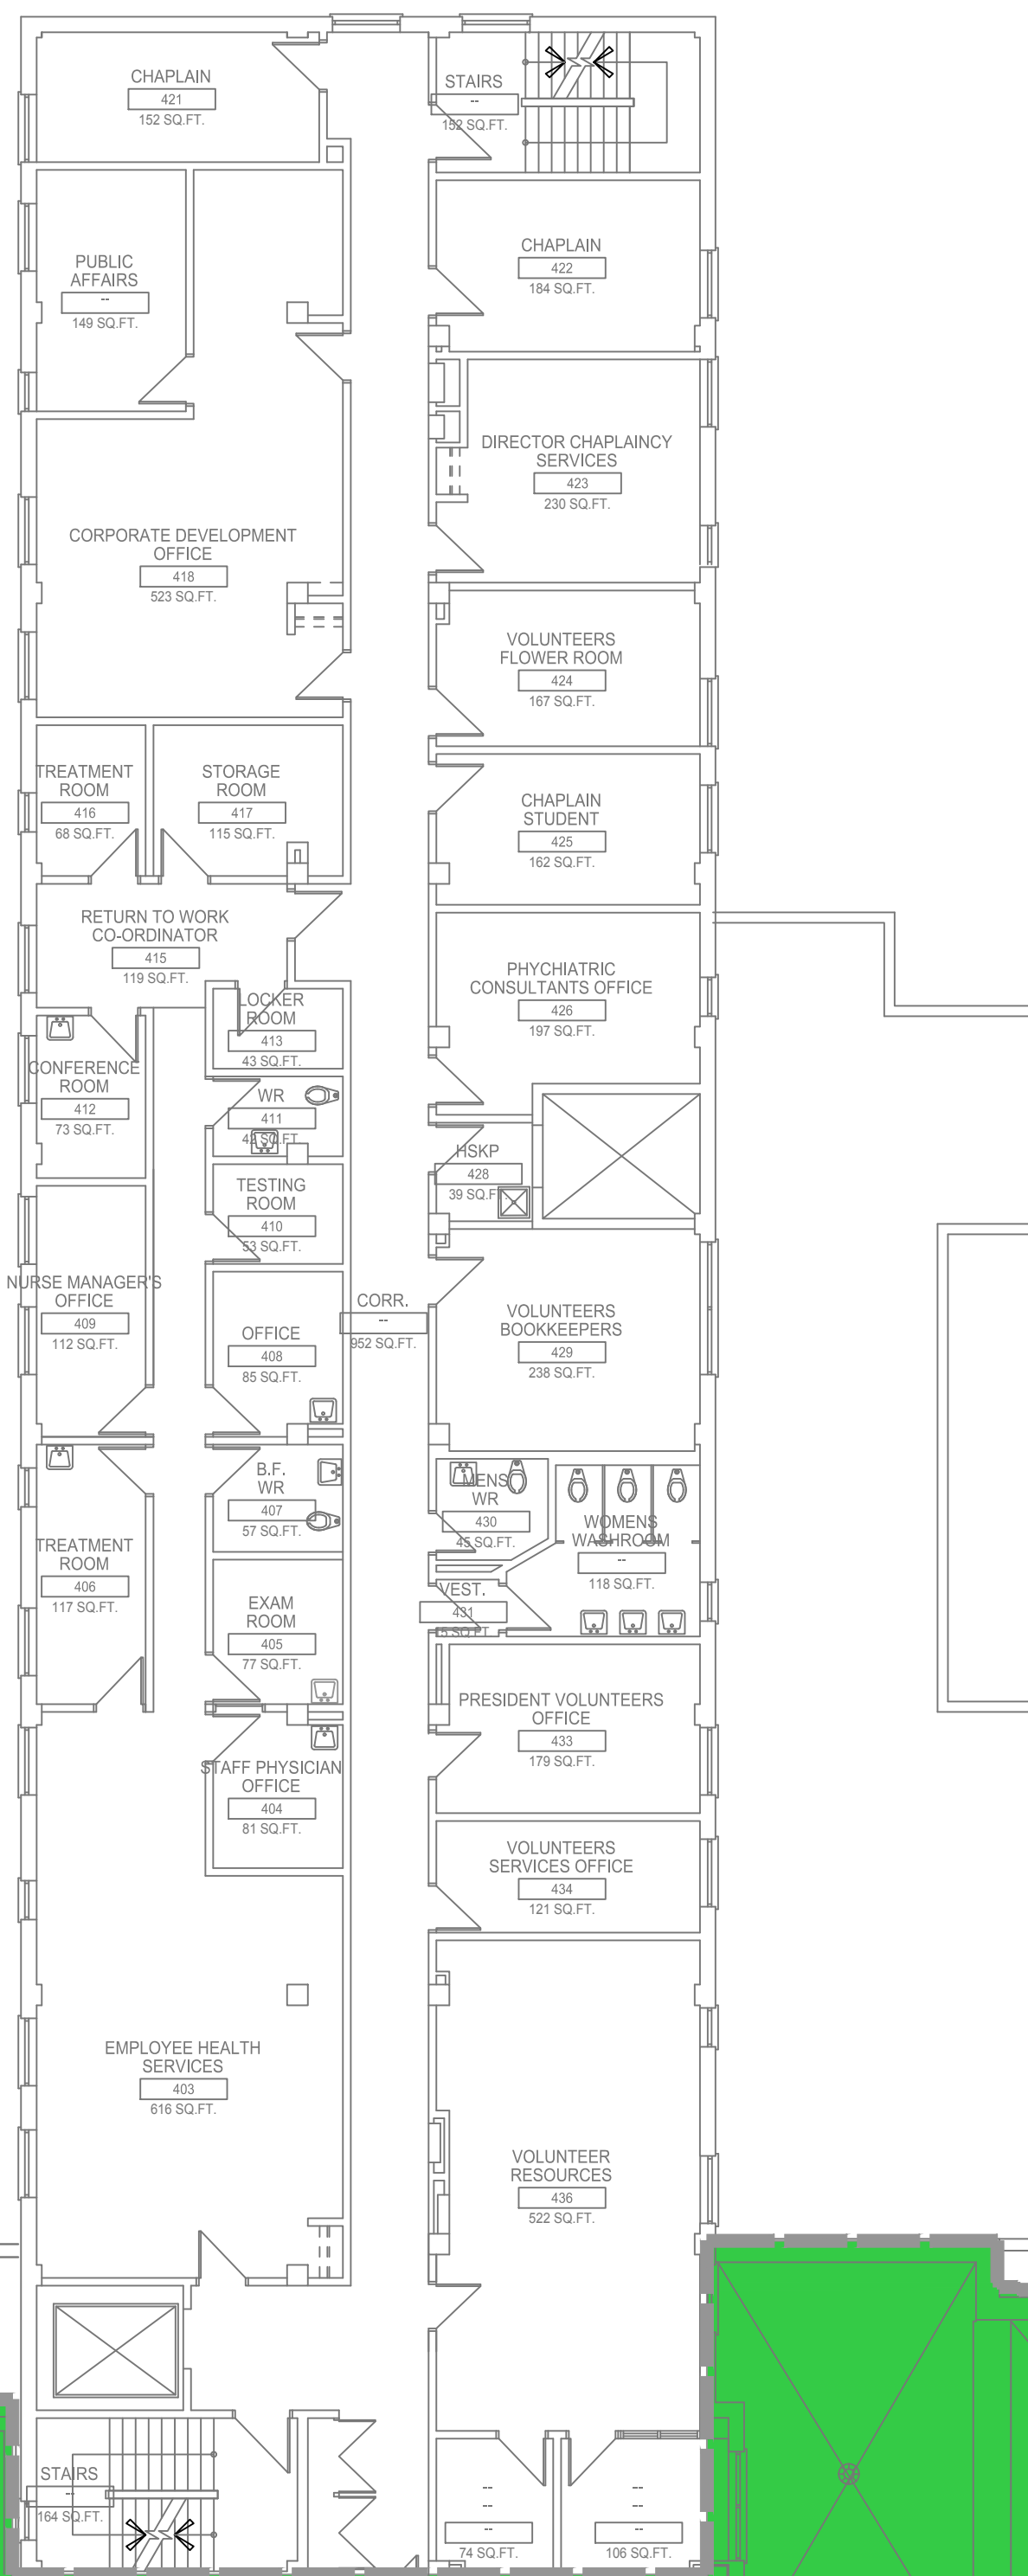 CHAPLAIN
421
152 SQ.FT.
STAIRS
--
152 SQ.FT.
PUBLIC
AFFAIRS
--
149 SQ.FT.
CHAPLAIN
422
184 SQ.FT.
DIRECTOR CHAPLAINCY
SERVICES
423
230 SQ.FT.
CORPORATE DEVELOPMENT
OFFICE
418
523 SQ.FT.
VOLUNTEERS
FLOWER ROOM
424
167 SQ.FT.
TREATMENT
ROOM
416
68 SQ.FT.
STORAGE
ROOM
417
115 SQ.FT.
CHAPLAIN
STUDENT
425
162 SQ.FT.
RETURN TO WORK
CO-ORDINATOR
415
119 SQ.FT.
PHYCHIATRIC
CONSULTANTS OFFICE
426
197 SQ.FT.
LOCKER
ROOM
413
43 SQ.FT.
CONFERENCE
ROOM
412
73 SQ.FT.
WR
411
42 SQ.FT.
HSKP
428
39 SQ.FT.
TESTING
ROOM
410
53 SQ.FT.
NURSE MANAGER'S
OFFICE
409
112 SQ.FT.
OFFICE
408
85 SQ.FT.
CORR.
--
952 SQ.FT.
VOLUNTEERS
BOOKKEEPERS
429
238 SQ.FT.
B.F.
WR
407
57 SQ.FT.
MENS
WR
430
45 SQ.FT.
WOMENS
WASHROOM
--
118 SQ.FT.
TREATMENT
ROOM
406
117 SQ.FT.
VEST.
431
SQ.FT.
EXAM
ROOM
405
77 SQ.FT.
PRESIDENT VOLUNTEERS
OFFICE
433
179 SQ.FT.
STAFF PHYSICIAN
OFFICE
404
81 SQ.FT.
VOLUNTEERS
SERVICES OFFICE
434
121 SQ.FT.
EMPLOYEE HEALTH
SERVICES
403
616 SQ.FT.
VOLUNTEER
RESOURCES
436
522 SQ.FT.
STAIRS
--
164 SQ.FT.
--
--
--
74 SQ.FT.
--
--
--
106 SQ.FT.